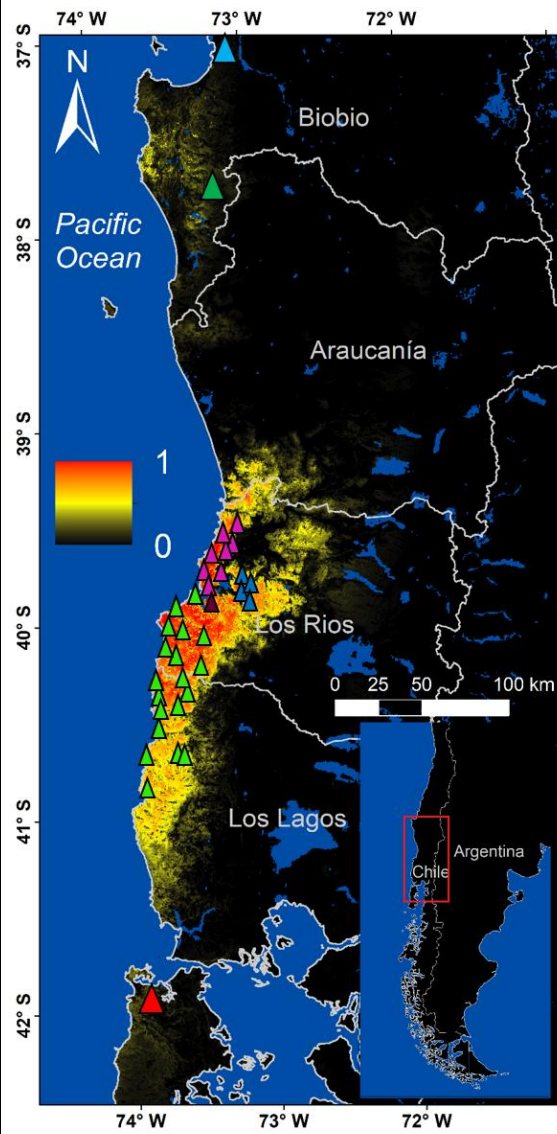 74° W 73° W 72° W
37° S
N
Biobio
Pacific
Ocean
38° S
Araucanía
39° S
1
0
40° S
Los Rios
0 25 50 100 km
41° S
Los Lagos
Argentina
Chile
42° S
74° W 73° W 72° W